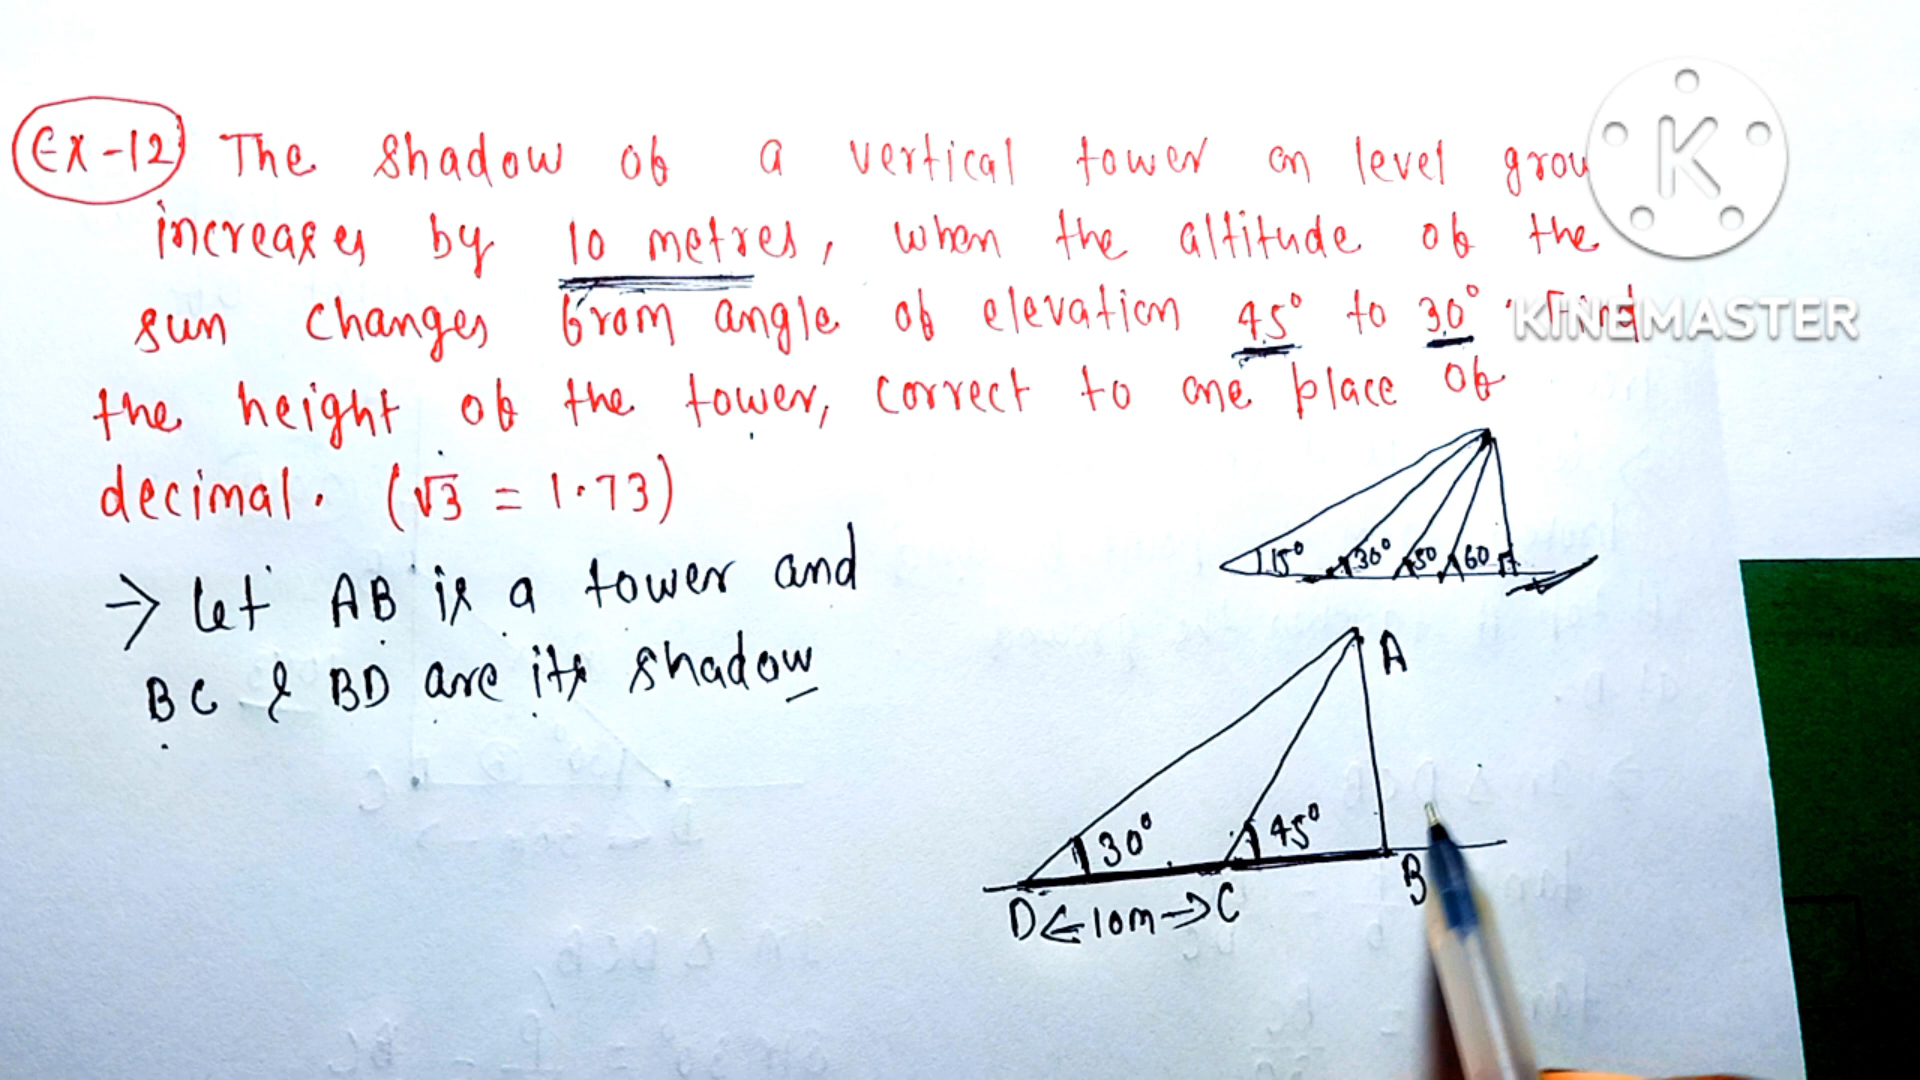 Ex-12 The shadow of a vertical tower on level grou
increases by 10 metres, when the altitude of the
sun changes from angle of elevation 45° to 30°. Find
the height of the tower, correct to one place of
decimal. (√3 = 1.73)
→ Let AB is a tower and
BC & BD are its shadow
15° 30° 50 60
A
30° 45°
B
D ← 10m → C
K
KINEMASTER